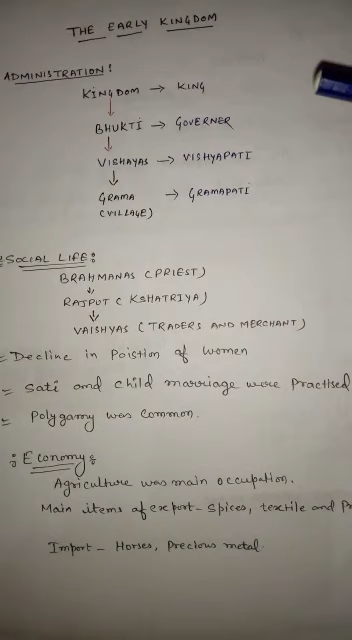 THE EARLY KINGDOM
ADMINISTRATION:
KINGDOM → KING
↓
BHUKTI → GOVERNER
↓
VISHAYAS → VISHYAPATI
↓
GRAMA → GRAMAPATI
(VILLAGE)
SOCIAL LIFE:
BRAHMANAS (PRIEST)
↓
RAJPUT ( KSHATRIYA)
↓
VAISHYAS ( TRADERS AND MERCHANT)
= Decline in Poistion of women
= Sati and child marriage were Practised
= Polygamy was common.
: Economy:
Agriculture was main occupation.
Main items of export - Spices, textile and
Import - Horses, Precious metal.